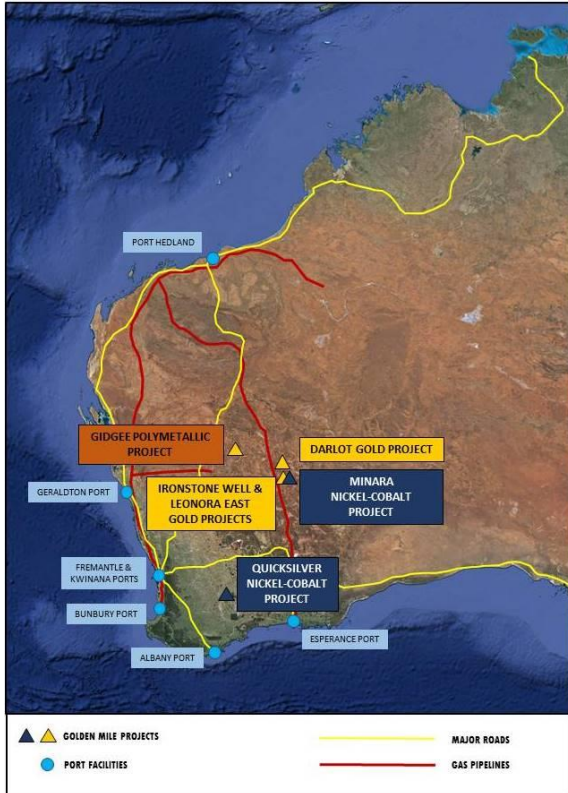 PORT HEDLAND
GIDGEE POLYMETALLIC
PROJECT
DARLOT GOLD PROJECT
MINARA
NICKEL-COBALT
PROJECT
GERALDTON PORT
IRONSTONE WELL &
LEONORA EAST
GOLD PROJECTS
FREMANTLE &
KWINANA PORTS
QUICKSILVER
NICKEL-COBALT
PROJECT
BUNBURY PORT
ESPERANCE PORT
ALBANY PORT
GOLDEN MILE PROJECTS
MAJOR ROADS
PORT FACILITIES
GAS PIPELINES